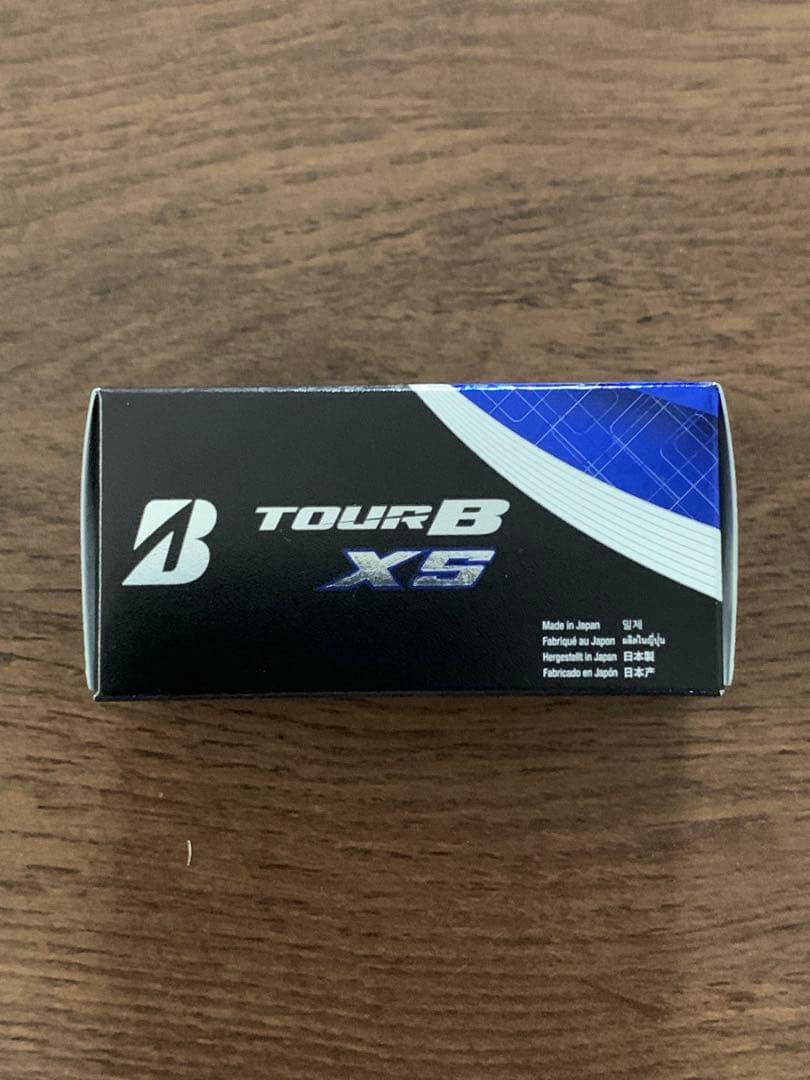 B
TOUR B
XS
Made in Japan 일제
Fabriqué au Japon ผลิตในญี่ปุ่น
Hergestellt in Japan 日本製
Fabricado en Japón 日本产